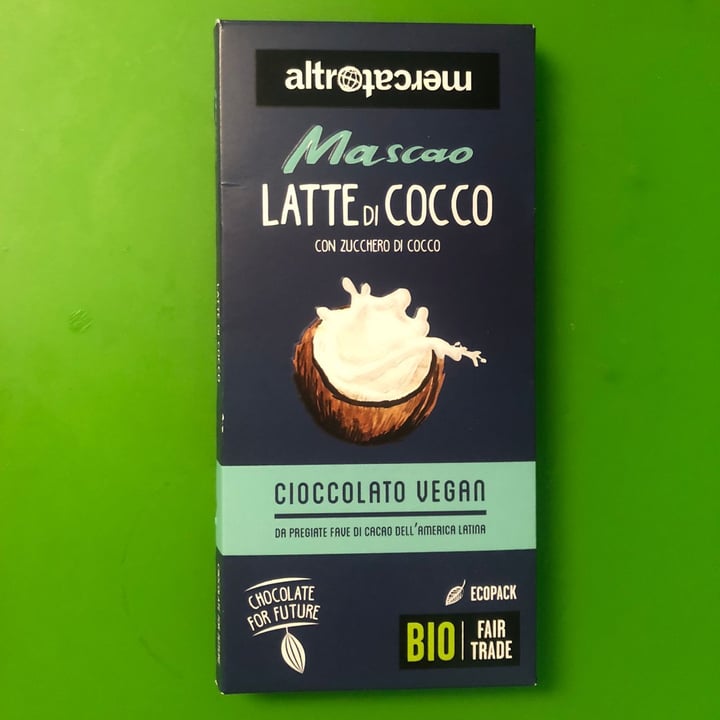 altromercato
Mascao
LATTE DI COCCO
CON ZUCCHERO DI COCCO
CIOCCOLATO VEGAN
DA PREGIATE FAVE DI CACAO DELL'AMERICA LATINA
CHOCOLATE
FOR FUTURE
ECOPACK
BIO
FAIR
TRADE